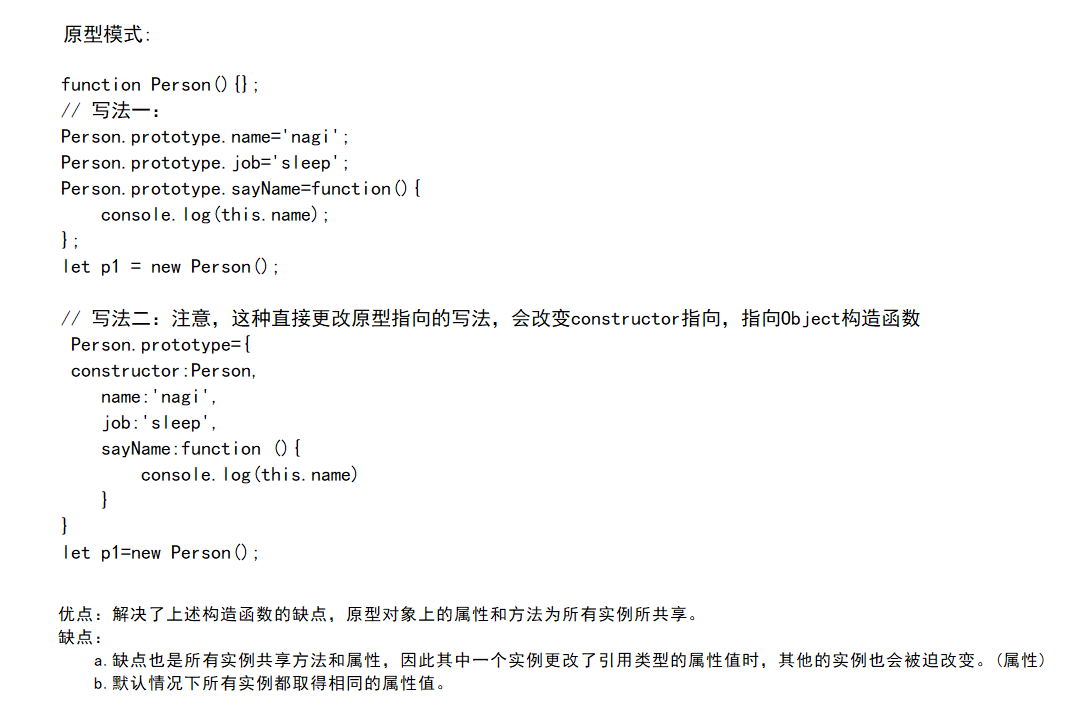 原型模式:
function Person(){};
// 写法一：
Person.prototype.name='nagi';
Person.prototype.job='sleep';
Person.prototype.sayName=function(){
    console.log(this.name);
};
let p1 = new Person();
// 写法二：注意，这种直接更改原型指向的写法，会改变constructor指向，指向Object构造函数
 Person.prototype={
 constructor:Person,
    name:'nagi',
    job:'sleep',
    sayName:function (){
        console.log(this.name)
    }
}
let p1=new Person();
优点：解决了上述构造函数的缺点，原型对象上的属性和方法为所有实例所共享。
缺点：
    a.缺点也是所有实例共享方法和属性，因此其中一个实例更改了引用类型的属性值时，其他的实例也会被迫改变。(属性)
    b.默认情况下所有实例都取得相同的属性值。